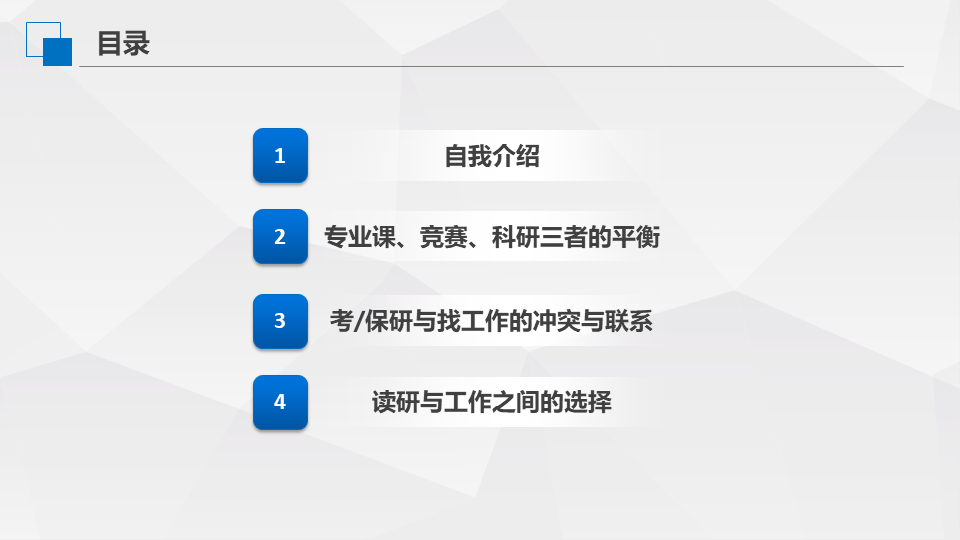 目录
1 自我介绍
2 专业课、竞赛、科研三者的平衡
3 考/保研与找工作的冲突与联系
4 读研与工作之间的选择